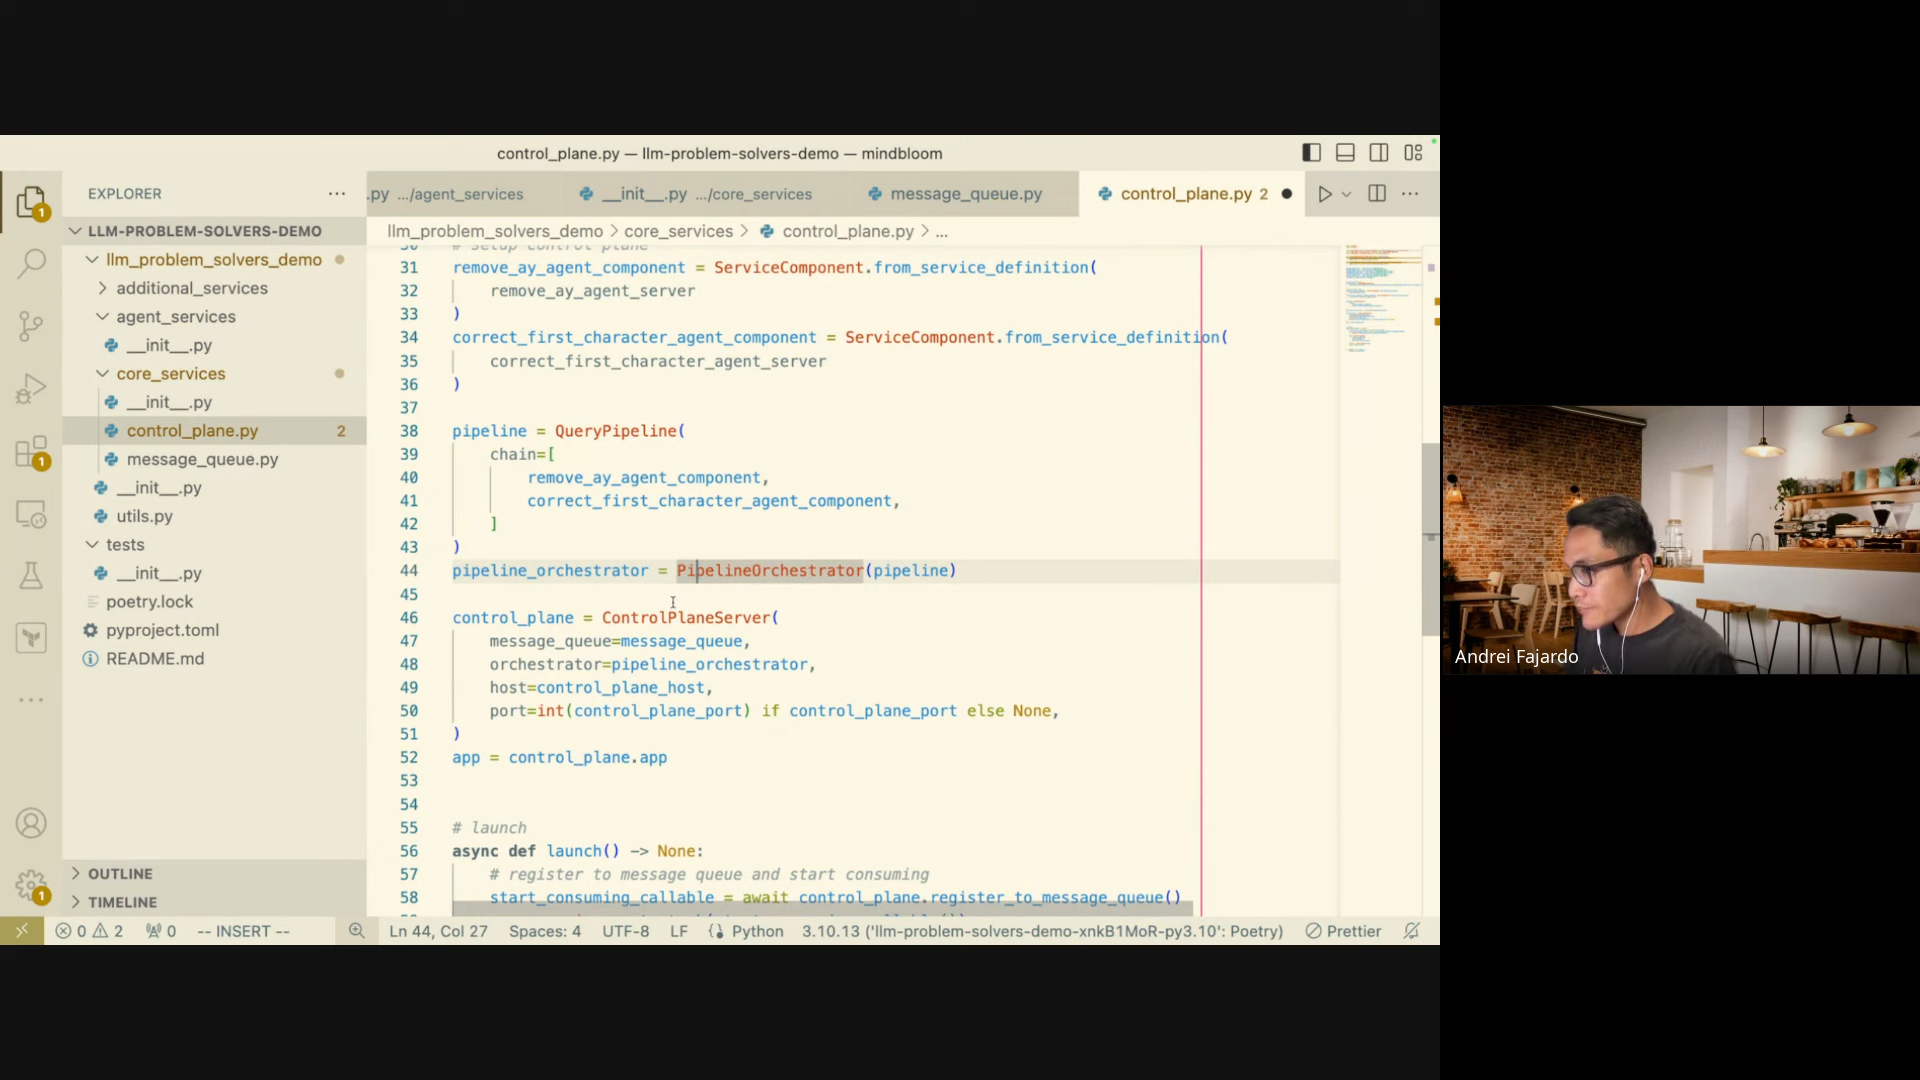 control_plane.py — llm-problem-solvers-demo — mindbloom
EXPLORER
LLM-PROBLEM-SOLVERS-DEMO
llm_problem_solvers_demo
additional_services
agent_services
__init__.py
core_services
__init__.py
control_plane.py 2
message_queue.py
__init__.py
utils.py
tests
__init__.py
poetry.lock
pyproject.toml
README.md
OUTLINE
TIMELINE
1
1
1
.py .../agent_services
__init__.py .../core_services
message_queue.py
control_plane.py 2
llm_problem_solvers_demo > core_services > control_plane.py > ...
30 # setup control plane
31 remove_ay_agent_component = ServiceComponent.from_service_definition(
32 remove_ay_agent_server
33 )
34 correct_first_character_agent_component = ServiceComponent.from_service_definition(
35 correct_first_character_agent_server
36 )
37
38 pipeline = QueryPipeline(
39 chain=[
40 remove_ay_agent_component,
41 correct_first_character_agent_component,
42 ]
43 )
44 pipeline_orchestrator = PipelineOrchestrator(pipeline)
45
46 control_plane = ControlPlaneServer(
47 message_queue=message_queue,
48 orchestrator=pipeline_orchestrator,
49 host=control_plane_host,
50 port=int(control_plane_port) if control_plane_port else None,
51 )
52 app = control_plane.app
53
54
55 # launch
56 async def launch() -> None:
57 # register to message queue and start consuming
58 start_consuming_callable = await control_plane.register_to_message_queue()
0 2 0 -- INSERT -- Ln 44, Col 27 Spaces: 4 UTF-8 LF Python 3.10.13 ('llm-problem-solvers-demo-xnkB1MoR-py3.10': Poetry) Prettier
Andrei Fajardo